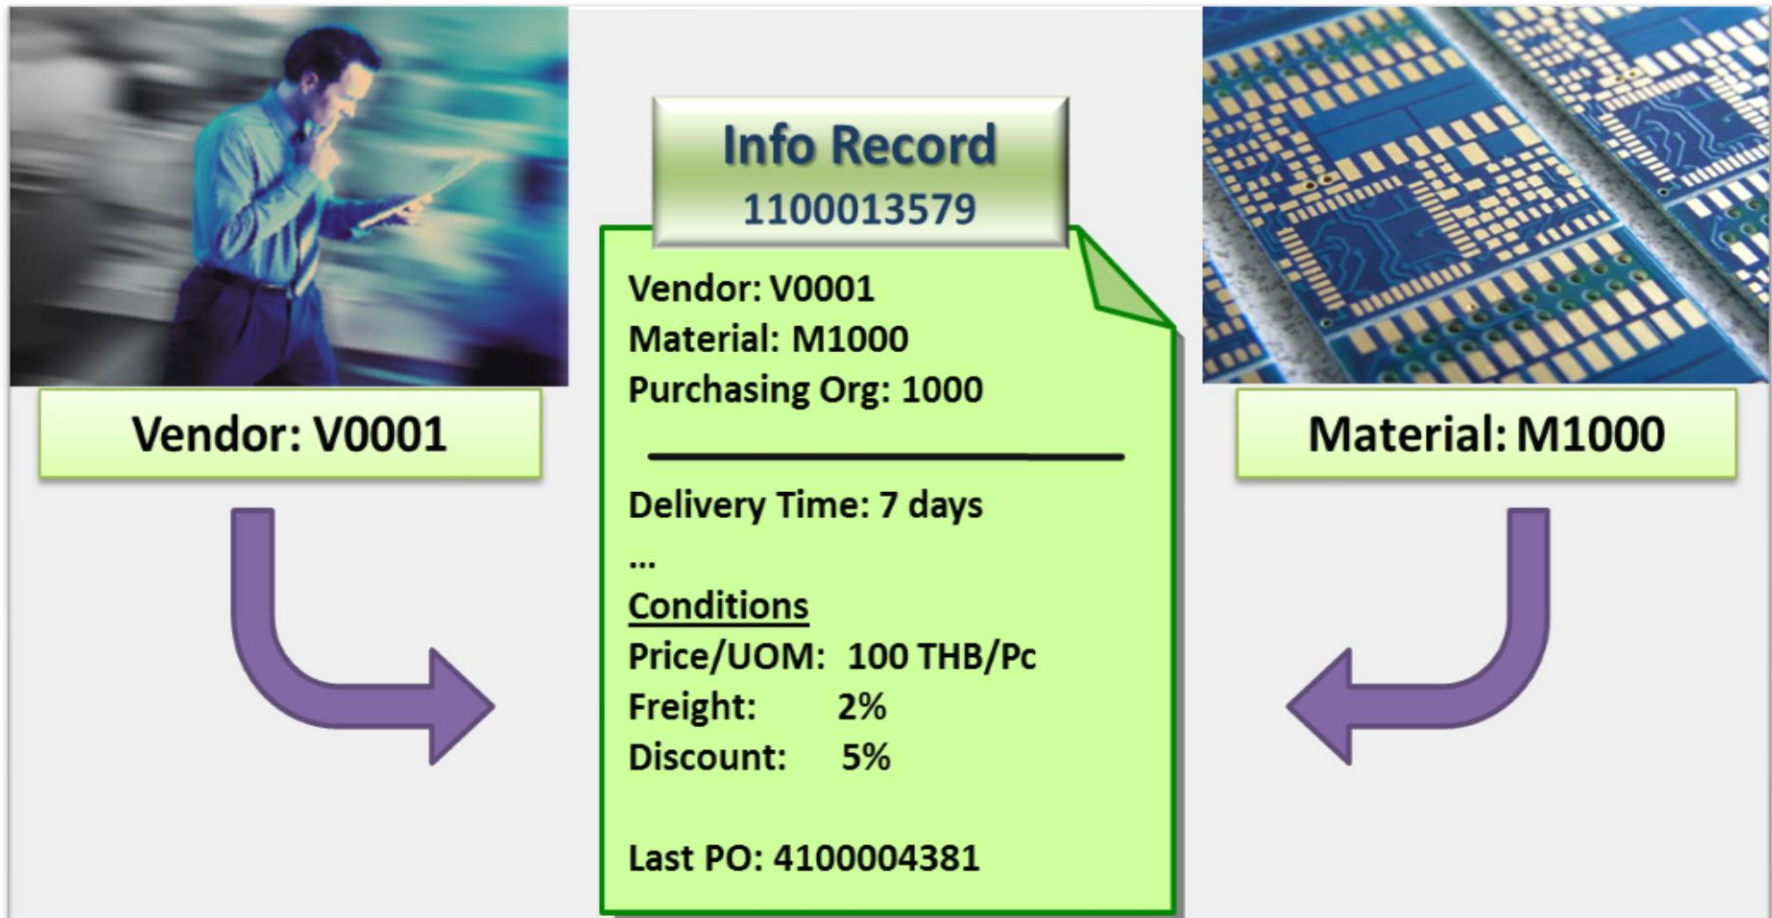 Info Record
1100013579
Vendor: V0001
Material: M1000
Purchasing Org: 1000
Delivery Time: 7 days
...
Conditions
Price/UOM: 100 THB/Pc
Freight: 2%
Discount: 5%
Last PO: 4100004381
Vendor: V0001
Material: M1000